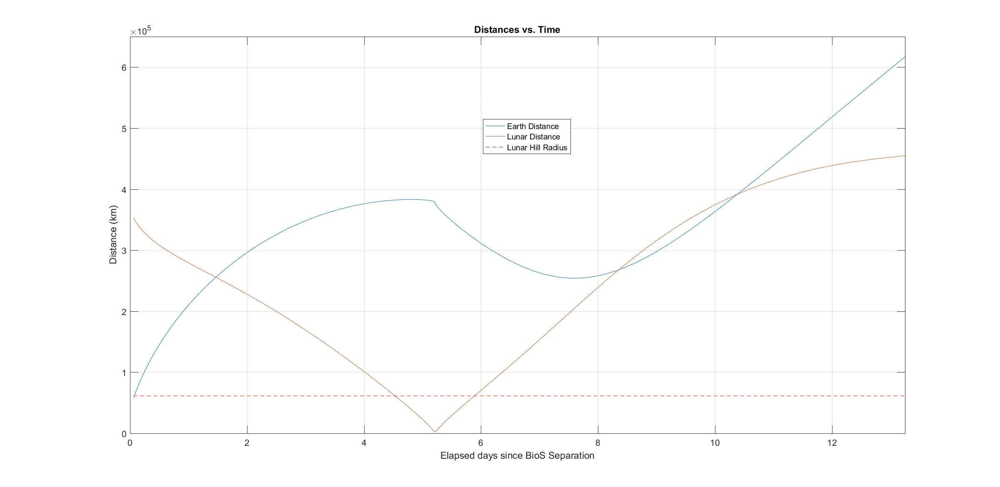 Distances vs. Time
×10^5
6
5
4
3
2
1
0
Distance (km)
Earth Distance
Lunar Distance
Lunar Hill Radius
0 2 4 6 8 10 12
Elapsed days since BioS Separation